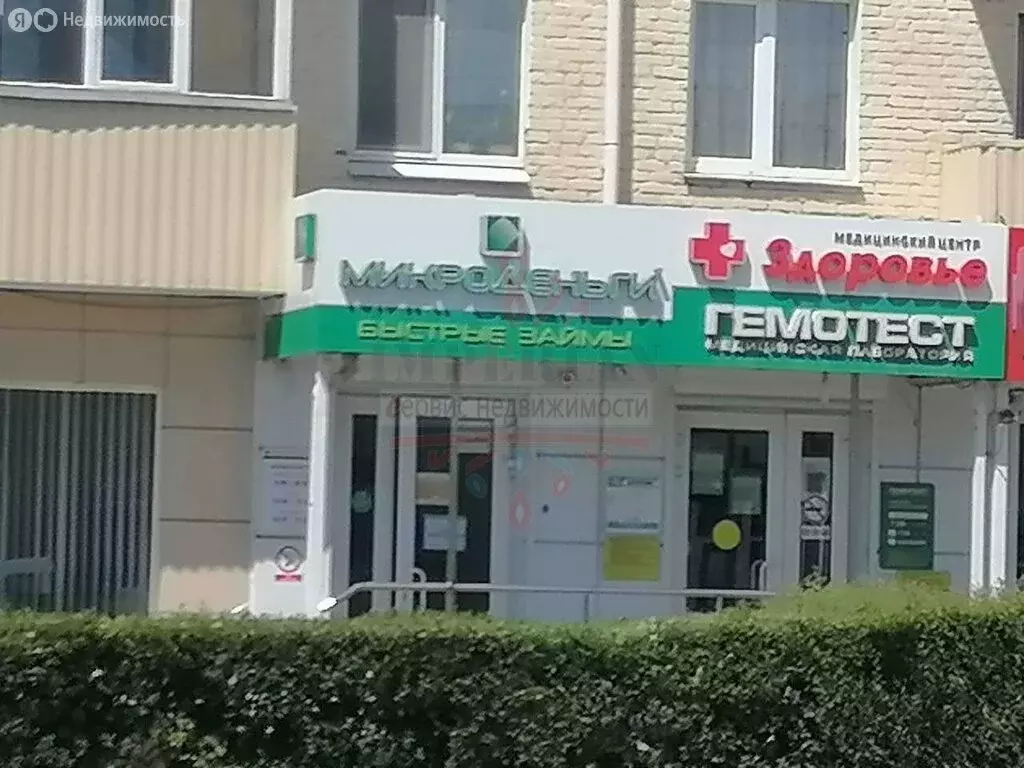 Я Недвижимость
МИКРОДЕНЬГИ
БЫСТРЫЕ ЗАЙМЫ
МЕДИЦИНСКИЙ ЦЕНТР
Здоровье
ГЕМОТЕСТ
МЕДИЦИНСКАЯ ЛАБОРАТОРИЯ
сервис недвижимости